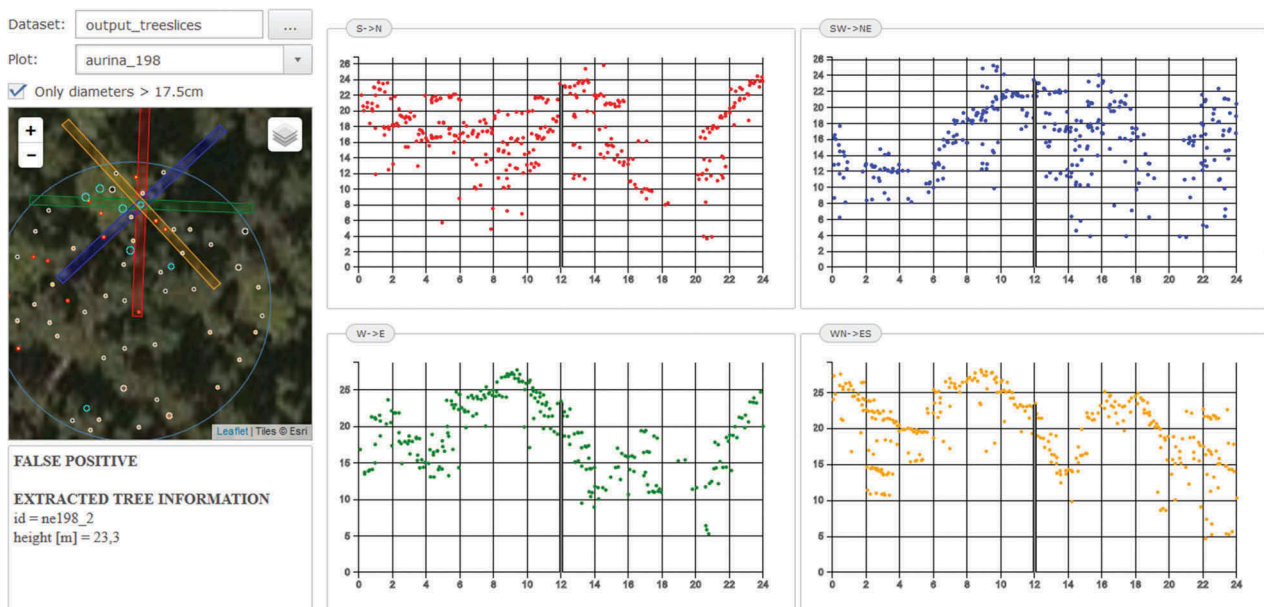 Dataset: output_treeslices ...
Plot: aurina_198
Only diameters > 17.5cm
+
−
Leaflet | Tiles © Esri
FALSE POSITIVE
EXTRACTED TREE INFORMATION
id = ne198_2
height [m] = 23,3
S->N
26
24
22
20
18
16
14
12
10
8
6
4
2
0
0 2 4 6 8 10 12 14 16 18 20 22 24
SW->NE
26
24
22
20
18
16
14
12
10
8
6
4
2
0
0 2 4 6 8 10 12 14 16 18 20 22 24
W->E
25
20
15
10
5
0
0 2 4 6 8 10 12 14 16 18 20 22 24
WN->ES
25
20
15
10
5
0
0 2 4 6 8 10 12 14 16 18 20 22 24